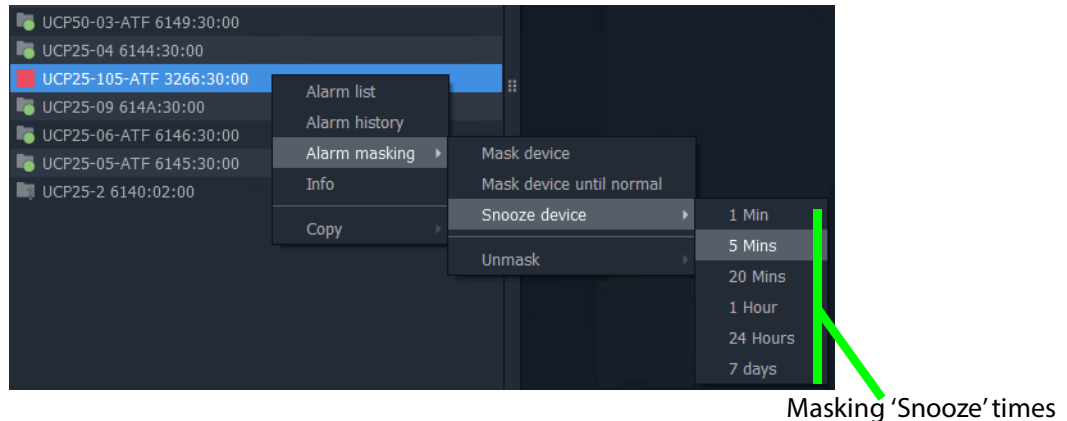 UCP50-03-ATF 6149:30:00
UCP25-04 6144:30:00
UCP25-105-ATF 3266:30:00
UCP25-09 614A:30:00
UCP25-06-ATF 6146:30:00
UCP25-05-ATF 6145:30:00
UCP25-2 6140:02:00
Alarm list
Alarm history
Alarm masking
Info
Copy
Mask device
Mask device until normal
Snooze device
Unmask
1 Min
5 Mins
20 Mins
1 Hour
24 Hours
7 days
Masking ‘Snooze’ times